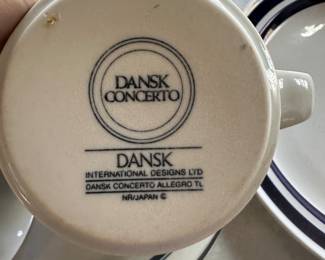 DANSK
CONCERTO
DANSK
INTERNATIONAL DESIGNS LTD
DANSK CONCERTO ALLEGRO TL
NR/JAPAN ©